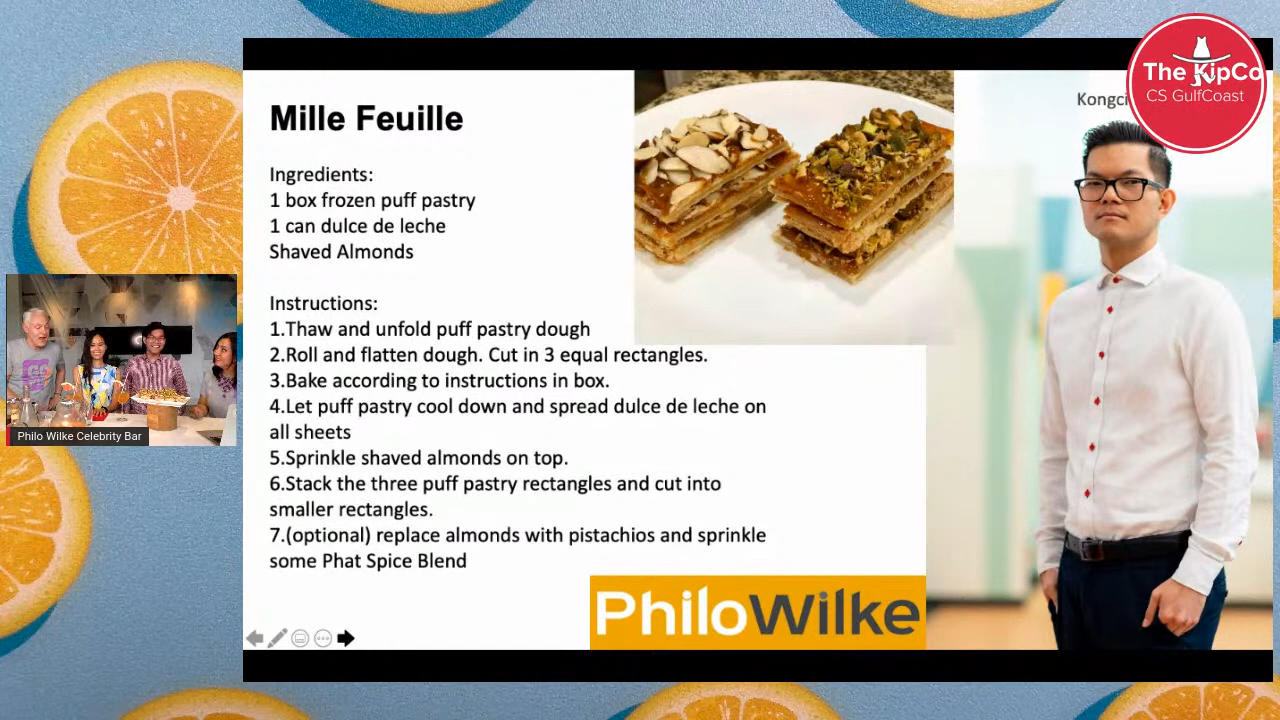 Mille Feuille
Ingredients:
1 box frozen puff pastry
1 can dulce de leche
Shaved Almonds
Instructions:
1.Thaw and unfold puff pastry dough
2.Roll and flatten dough. Cut in 3 equal rectangles.
3.Bake according to instructions in box.
4.Let puff pastry cool down and spread dulce de leche on
all sheets
5.Sprinkle shaved almonds on top.
6.Stack the three puff pastry rectangles and cut into
smaller rectangles.
7.(optional) replace almonds with pistachios and sprinkle
some Phat Spice Blend
PhiloWilke
Kongci
The KipCo
CS GulfCoast
Philo Wilke Celebrity Bar